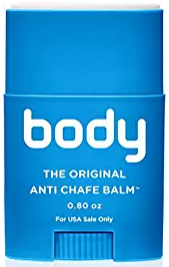 body
THE ORIGINAL
ANTI CHAFE BALM™
0.80 oz
For USA Sale Only